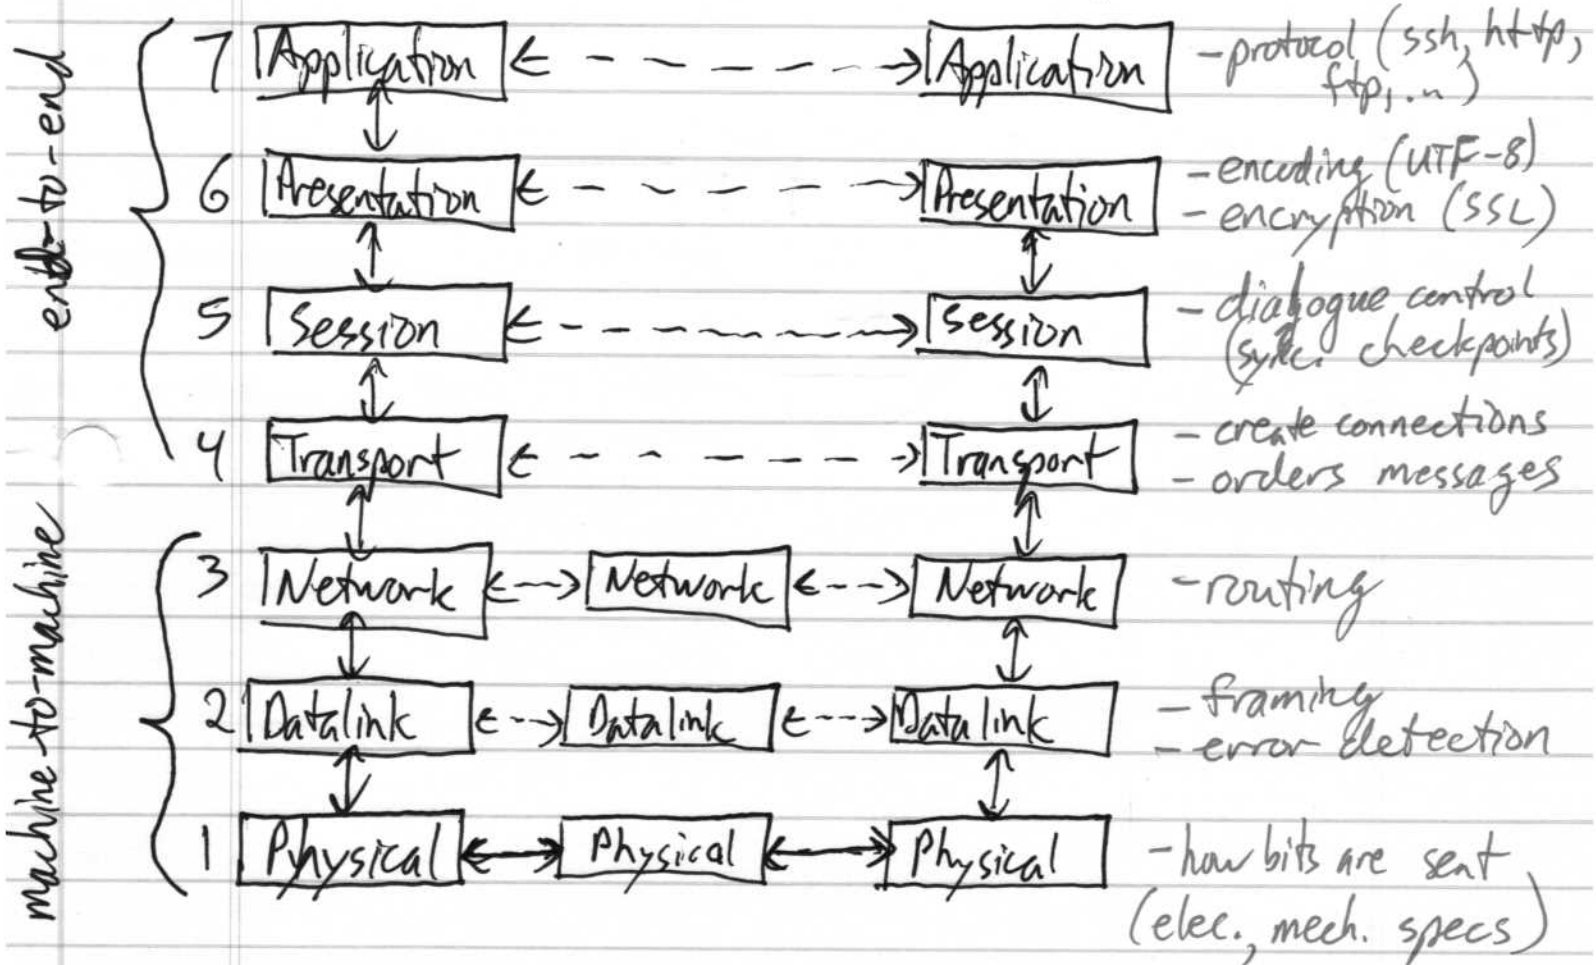 end-to-end
machine-to-machine
7 Application Application - protocol (ssh, http,
ftp, ...)
6 Presentation Presentation - encoding (UTF-8)
- encryption (SSL)
5 Session Session - dialogue control
(sync. checkpoints)
4 Transport Transport - create connections
- orders messages
3 Network Network Network - routing
2 Datalink Datalink Datalink - framing
- error detection
1 Physical Physical Physical - how bits are sent
(elec., mech. specs)